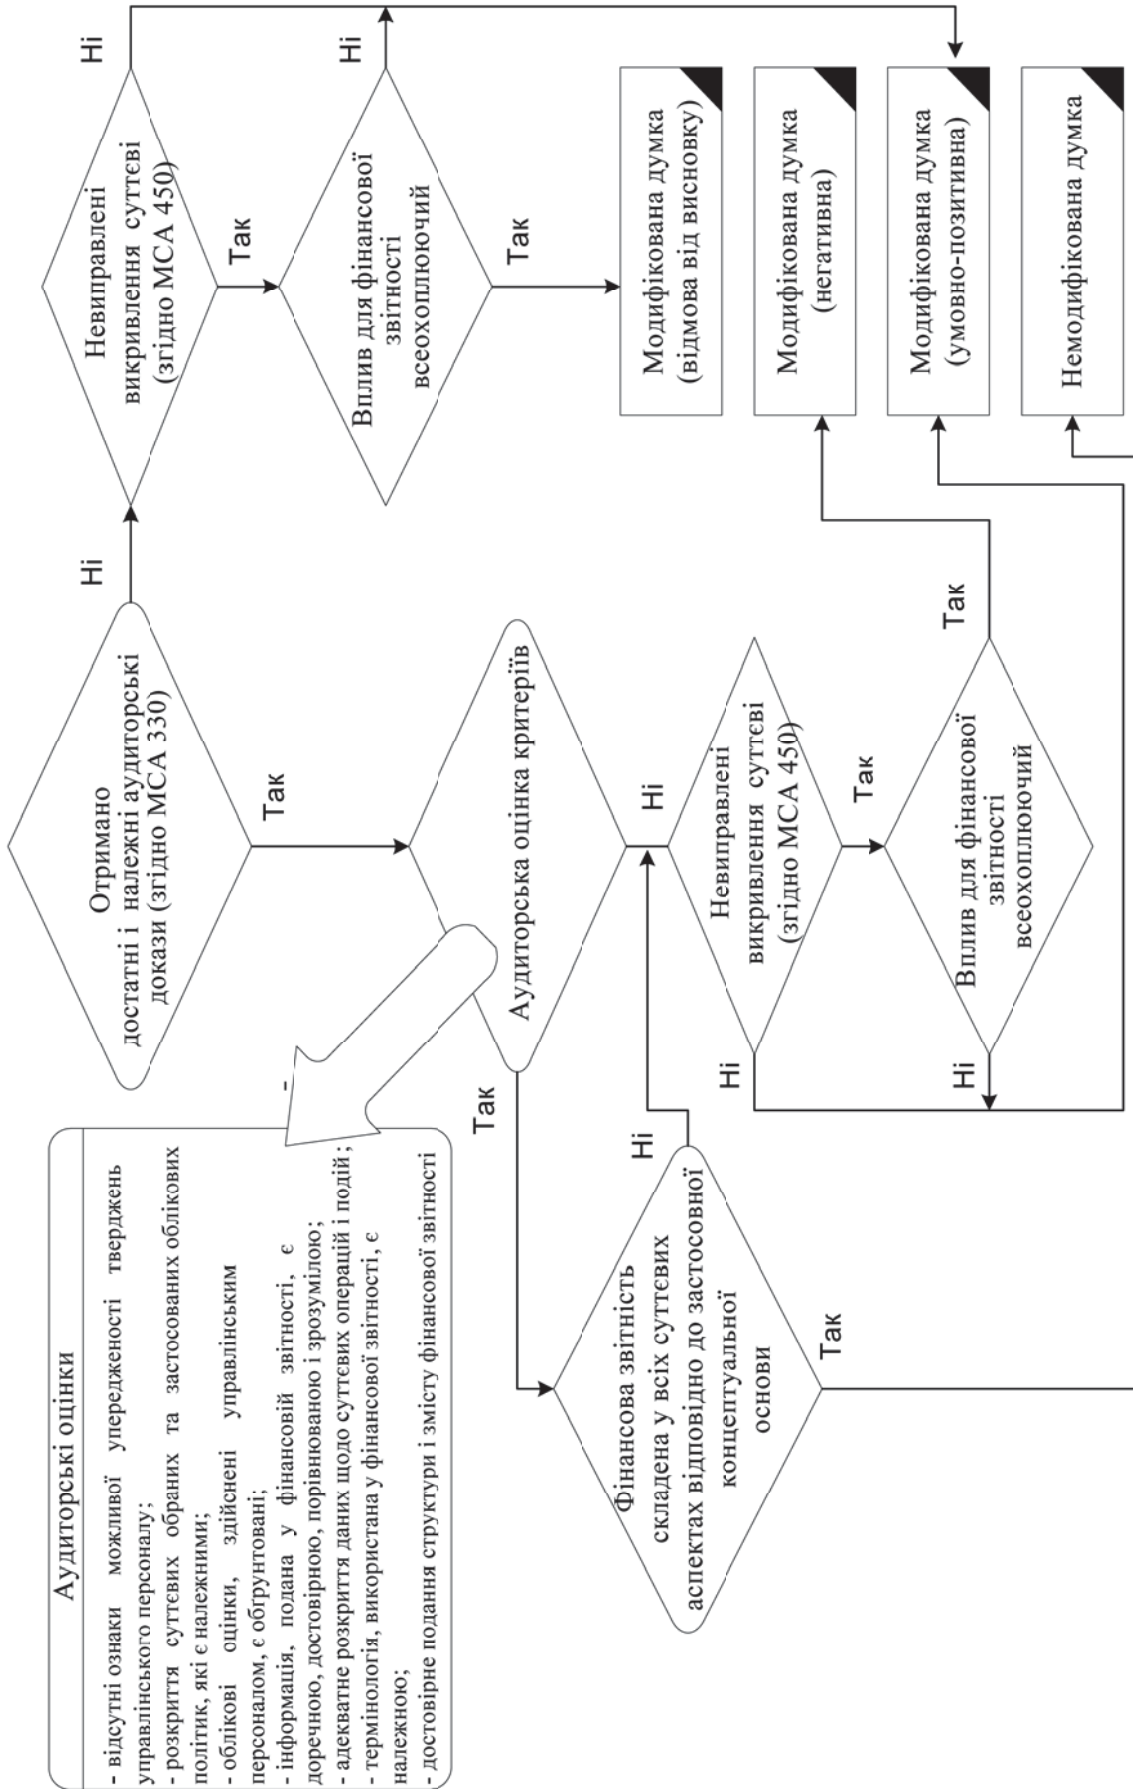 Аудиторські оцінки
- відсутні ознаки можливої упередженості тверджень
управлінського персоналу;
- розкриття суттєвих обраних та застосованих облікових
політик, які є належними;
- облікові оцінки, здійснені управлінським
персоналом, є обґрунтовані;
- інформація, подана у фінансовій звітності, є
доречною, достовірною, порівнюваною і зрозумілою;
- адекватне розкриття даних щодо суттєвих операцій і подій;
- термінологія, використана у фінансової звітності, є
належною;
- достовірне подання структури і змісту фінансової звітності
Отримано
достатні і належні аудиторські
докази (згідно МСА 330)
Ні
Так
Невиправлені
викривлення суттєві
(згідно МСА 450)
Ні
Так
Вплив для фінансової
звітності
всеохоплюючий
Ні
Так
Аудиторська оцінка критеріїв
Так
Ні
Фінансова звітність
складена у всіх суттєвих
аспектах відповідно до застосовної
концептуальної
основи
Ні
Так
Невиправлені
викривлення суттєві
(згідно МСА 450)
Ні
Так
Вплив для фінансової
звітності
всеохоплюючий
Ні
Так
Модифікована думка
(відмова від висновку)
Модифікована думка
(негативна)
Модифікована думка
(умовно-позитивна)
Немодифікована думка